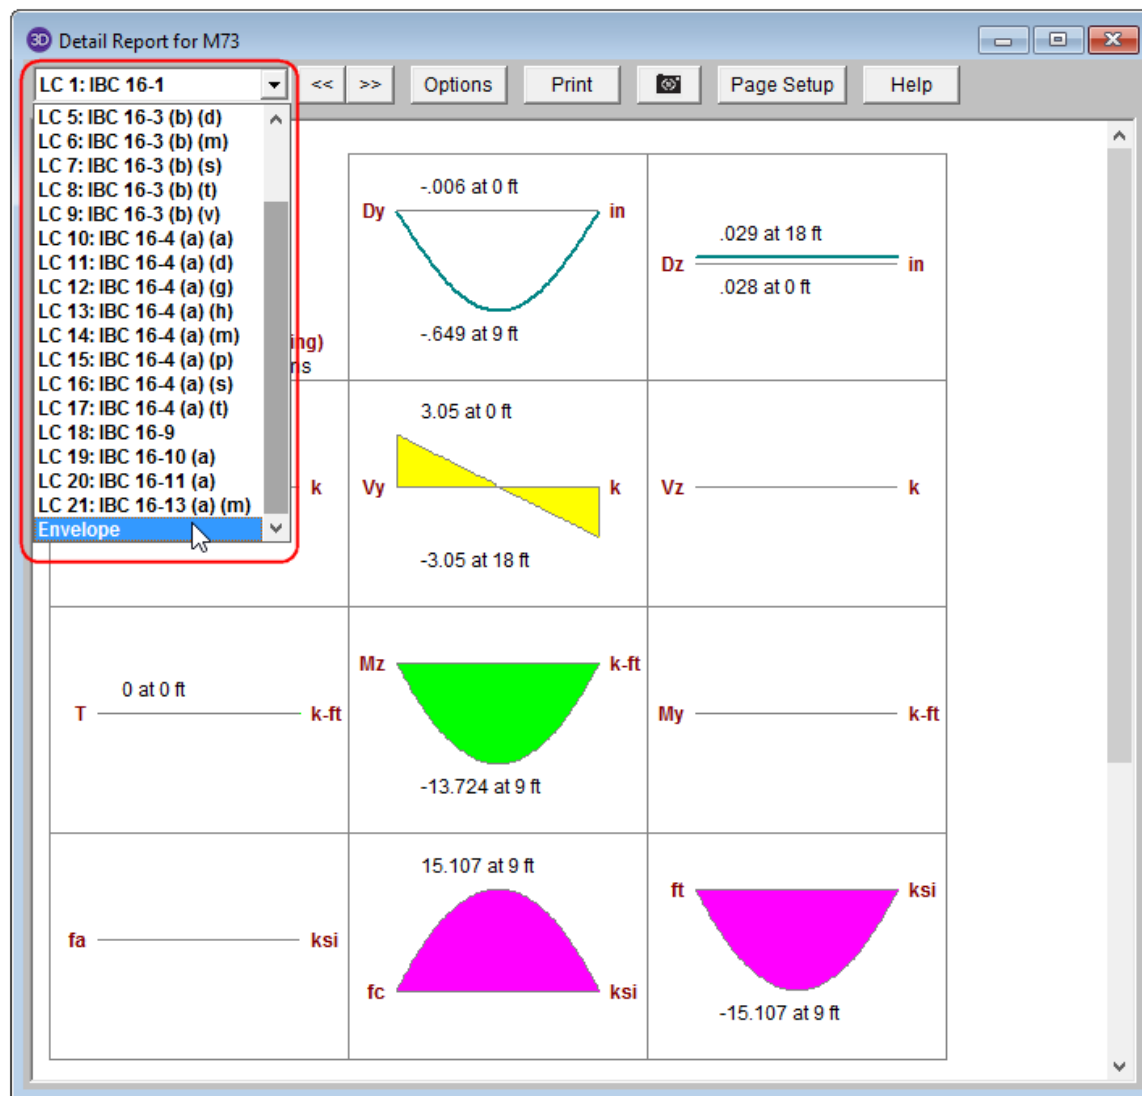 3D Detail Report for M73
LC 1: IBC 16-1 << >> Options Print Page Setup Help
LC 5: IBC 16-3 (b) (d)
LC 6: IBC 16-3 (b) (m)
LC 7: IBC 16-3 (b) (s)
LC 8: IBC 16-3 (b) (t)
LC 9: IBC 16-3 (b) (v)
LC 10: IBC 16-4 (a) (a)
LC 11: IBC 16-4 (a) (d)
LC 12: IBC 16-4 (a) (g)
LC 13: IBC 16-4 (a) (h)
LC 14: IBC 16-4 (a) (m)
LC 15: IBC 16-4 (a) (p)
LC 16: IBC 16-4 (a) (s)
LC 17: IBC 16-4 (a) (t)
LC 18: IBC 16-9
LC 19: IBC 16-10 (a)
LC 20: IBC 16-11 (a)
LC 21: IBC 16-13 (a) (m)
Envelope
ing)
ns
-.006 at 0 ft
Dy in
-.649 at 9 ft
.029 at 18 ft
Dz in
.028 at 0 ft
k
3.05 at 0 ft
Vy k
-3.05 at 18 ft
Vz k
0 at 0 ft
T k-ft
Mz k-ft
-13.724 at 9 ft
My k-ft
fa ksi
15.107 at 9 ft
fc ksi
ft ksi
-15.107 at 9 ft